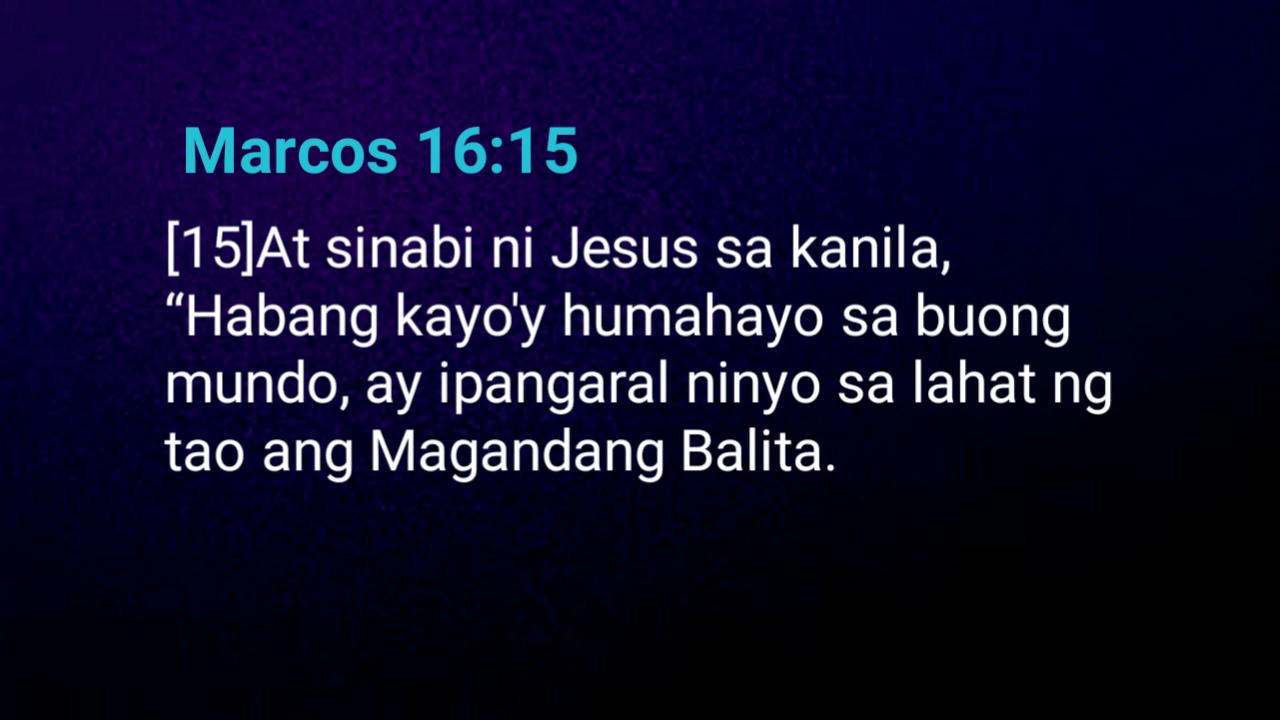 Marcos 16:15
[15]At sinabi ni Jesus sa kanila,
“Habang kayo'y humahayo sa buong
mundo, ay ipangaral ninyo sa lahat ng
tao ang Magandang Balita.